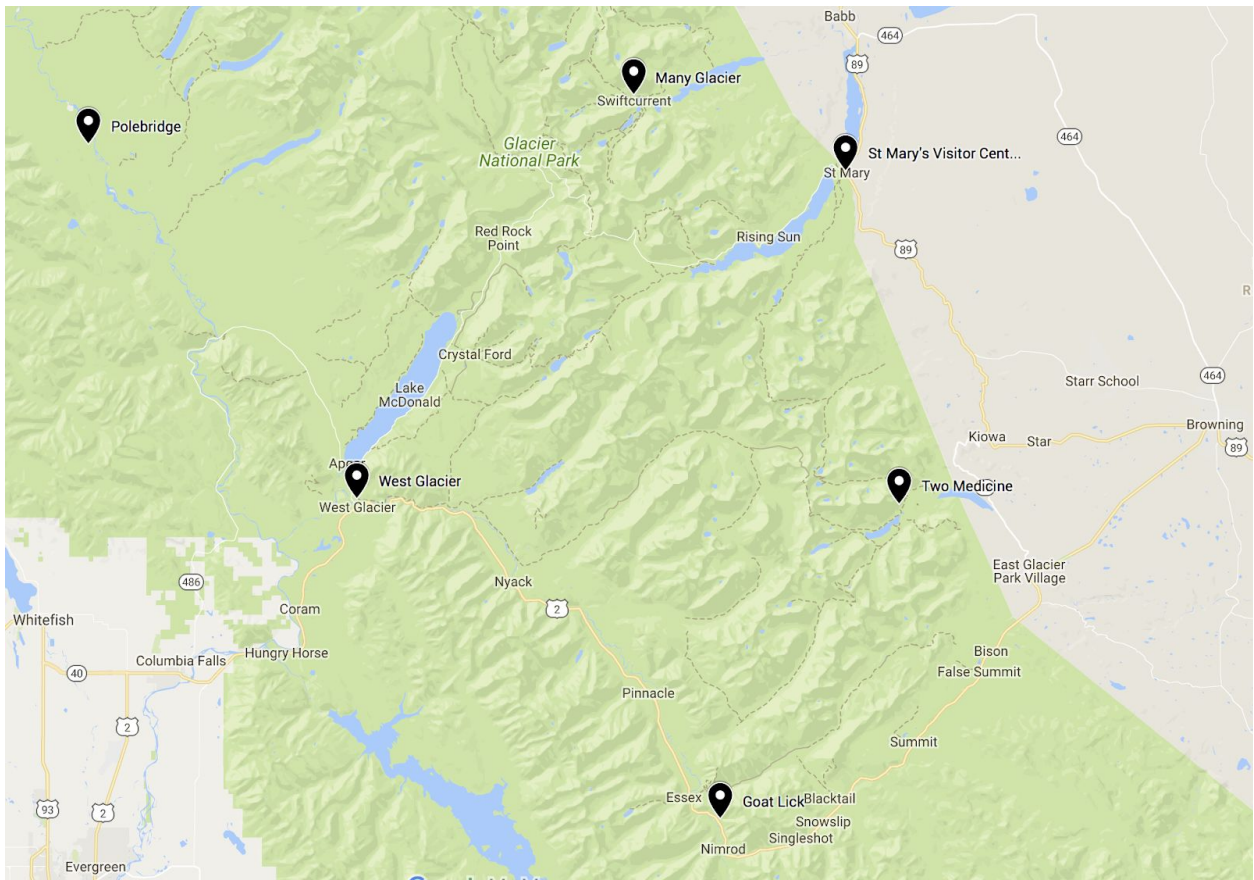 Babb
464
89
Many Glacier
Swiftcurrent
Polebridge
464
Glacier
National Park
St Mary's Visitor Cent...
St Mary
Red Rock
Point
Rising Sun
89
R
Crystal Ford
Lake
McDonald
464
Starr School
Browning
Kiowa
Star
89
Apgar
West Glacier
West Glacier
Two Medicine
East Glacier
Park Village
486
Nyack
2
Coram
Whitefish
Hungry Horse
Columbia Falls
40
Bison
False Summit
Pinnacle
2
Summit
Essex
Goat Lick
Blacktail
93
2
Snowslip
Singleshot
Nimrod
Evergreen